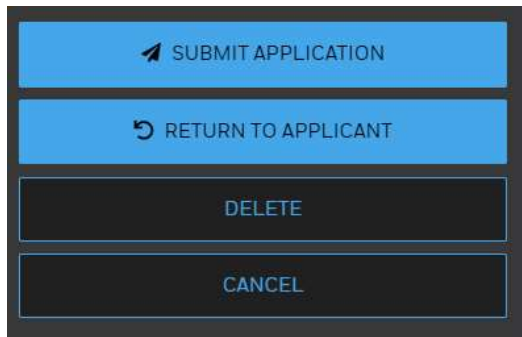 SUBMIT APPLICATION
RETURN TO APPLICANT
DELETE
CANCEL